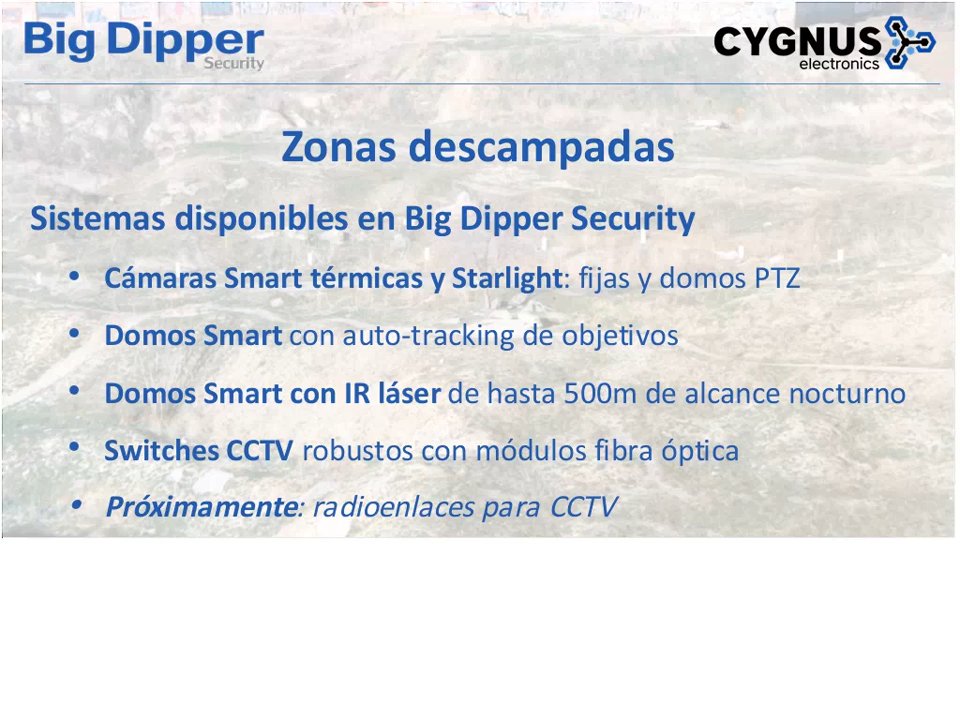 Big Dipper
Security
CYGNUS
electronics
Zonas descampadas
Sistemas disponibles en Big Dipper Security
• Cámaras Smart térmicas y Starlight: fijas y domos PTZ
• Domos Smart con auto-tracking de objetivos
• Domos Smart con IR láser de hasta 500m de alcance nocturno
• Switches CCTV robustos con módulos fibra óptica
• Próximamente: radioenlaces para CCTV